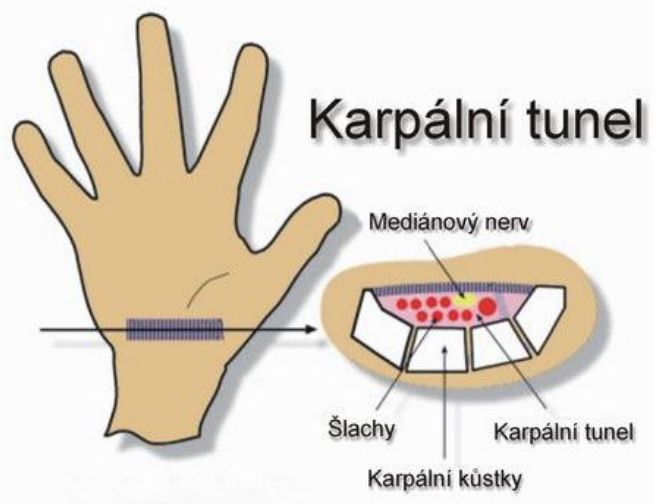 Karpální tunel
Mediánový nerv
Šlachy
Karpální tunel
Karpální kůstky